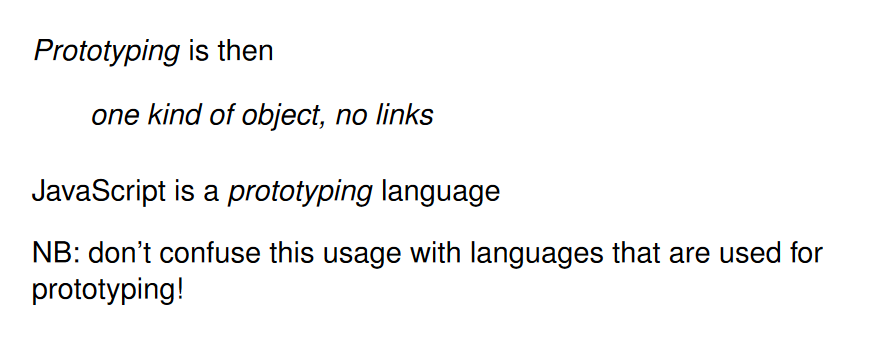 Prototyping is then
one kind of object, no links
JavaScript is a prototyping language
NB: don’t confuse this usage with languages that are used for
prototyping!